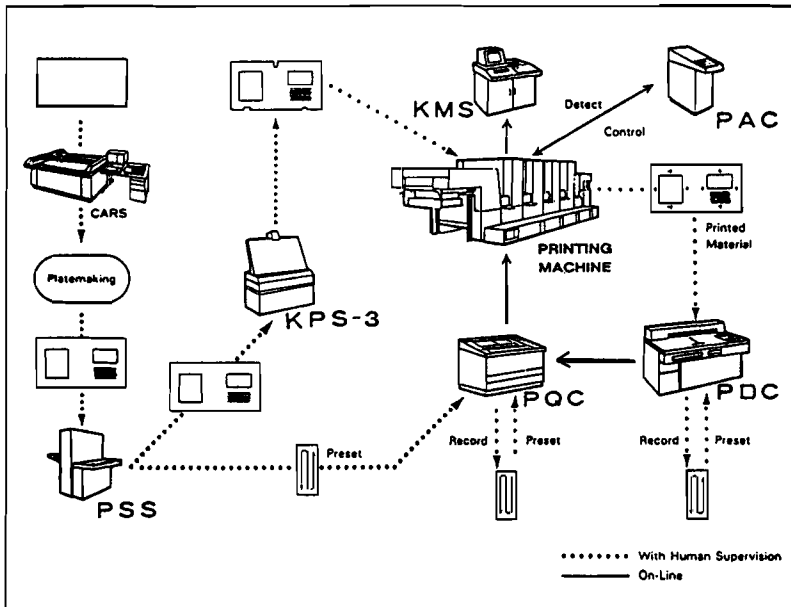 KMS
Detect
Control
PAC
CARS
PRINTING
MACHINE
Printed
Material
Platemaking
KPS-3
PQC
PDC
Record
Preset
Record
Preset
Preset
PSS
With Human Supervision
On-Line